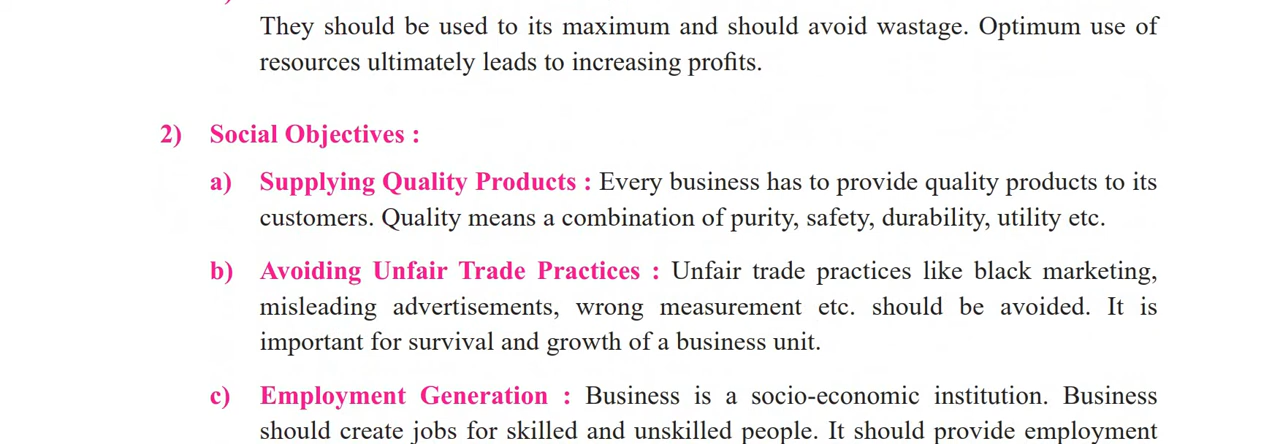 They should be used to its maximum and should avoid wastage. Optimum use of
resources ultimately leads to increasing profits.
2) Social Objectives :
a) Supplying Quality Products : Every business has to provide quality products to its
customers. Quality means a combination of purity, safety, durability, utility etc.
b) Avoiding Unfair Trade Practices : Unfair trade practices like black marketing,
misleading advertisements, wrong measurement etc. should be avoided. It is
important for survival and growth of a business unit.
c) Employment Generation : Business is a socio-economic institution. Business
should create jobs for skilled and unskilled people. It should provide employment